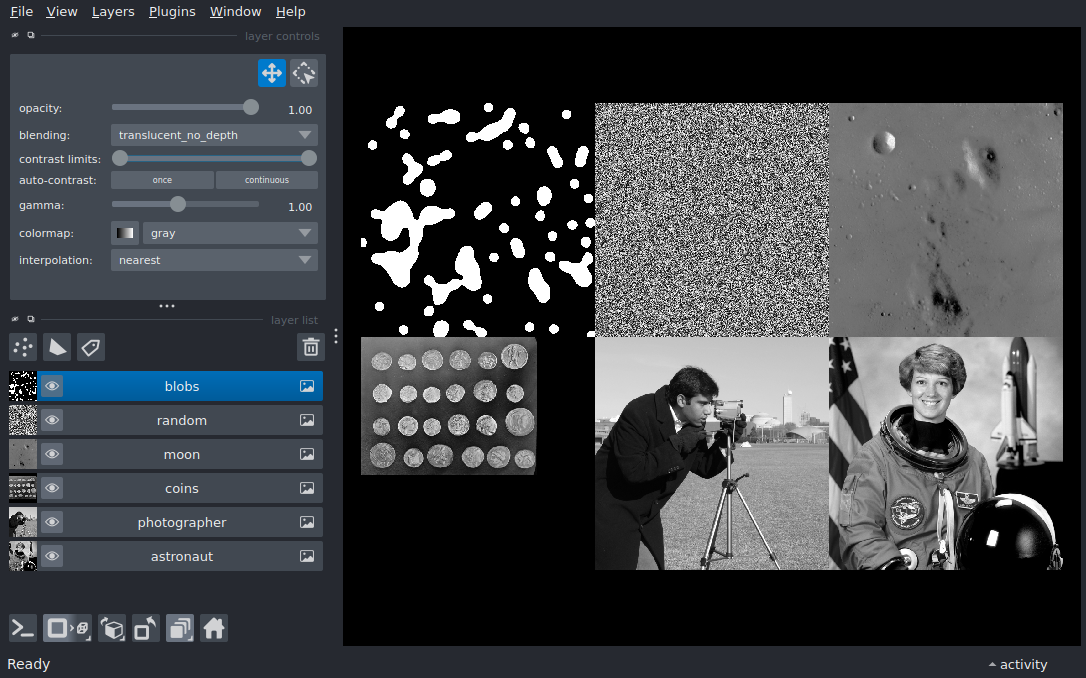 File View Layers Plugins Window Help
layer controls
opacity: 1.00
blending: translucent_no_depth
contrast limits:
auto-contrast: once continuous
gamma: 1.00
colormap: gray
interpolation: nearest
layer list
blobs
random
moon
coins
photographer
astronaut
Ready
activity